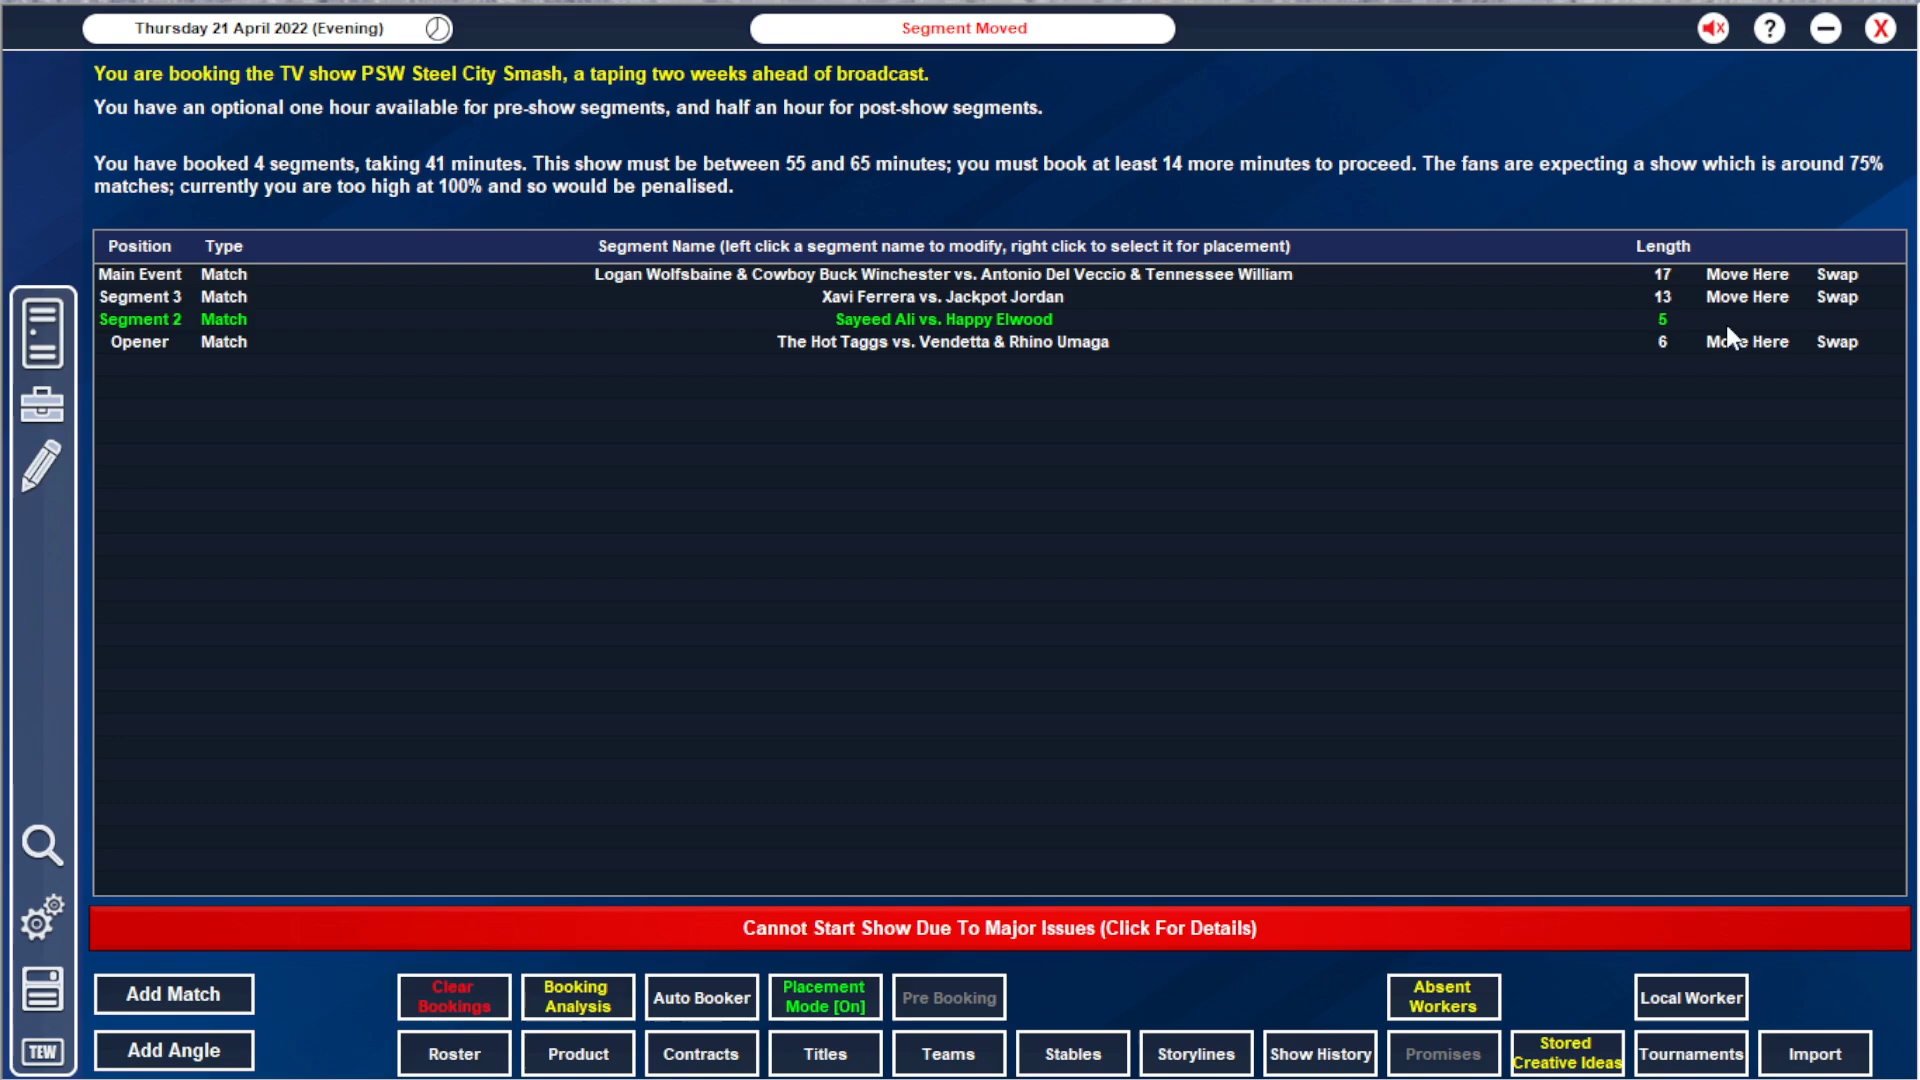 Thursday 21 April 2022 (Evening)
Segment Moved
?
X
You are booking the TV show PSW Steel City Smash, a taping two weeks ahead of broadcast.
You have an optional one hour available for pre-show segments, and half an hour for post-show segments.
You have booked 4 segments, taking 41 minutes. This show must be between 55 and 65 minutes; you must book at least 14 more minutes to proceed. The fans are expecting a show which is around 75%
matches; currently you are too high at 100% and so would be penalised.
Position Type Segment Name (left click a segment name to modify, right click to select it for placement) Length
Main Event Match Logan Wolfsbaine & Cowboy Buck Winchester vs. Antonio Del Veccio & Tennessee William 17 Move Here Swap
Segment 3 Match Xavi Ferrera vs. Jackpot Jordan 13 Move Here Swap
Segment 2 Match Sayeed Ali vs. Happy Elwood 5
Opener Match The Hot Taggs vs. Vendetta & Rhino Umaga 6 Move Here Swap
Cannot Start Show Due To Major Issues (Click For Details)
Add Match
Clear
Bookings
Booking
Analysis
Auto Booker
Placement
Mode [On]
Pre Booking
Absent
Workers
Local Worker
TEW
Add Angle
Roster
Product
Contracts
Titles
Teams
Stables
Storylines
Show History
Promises
Stored
Creative Ideas
Tournaments
Import